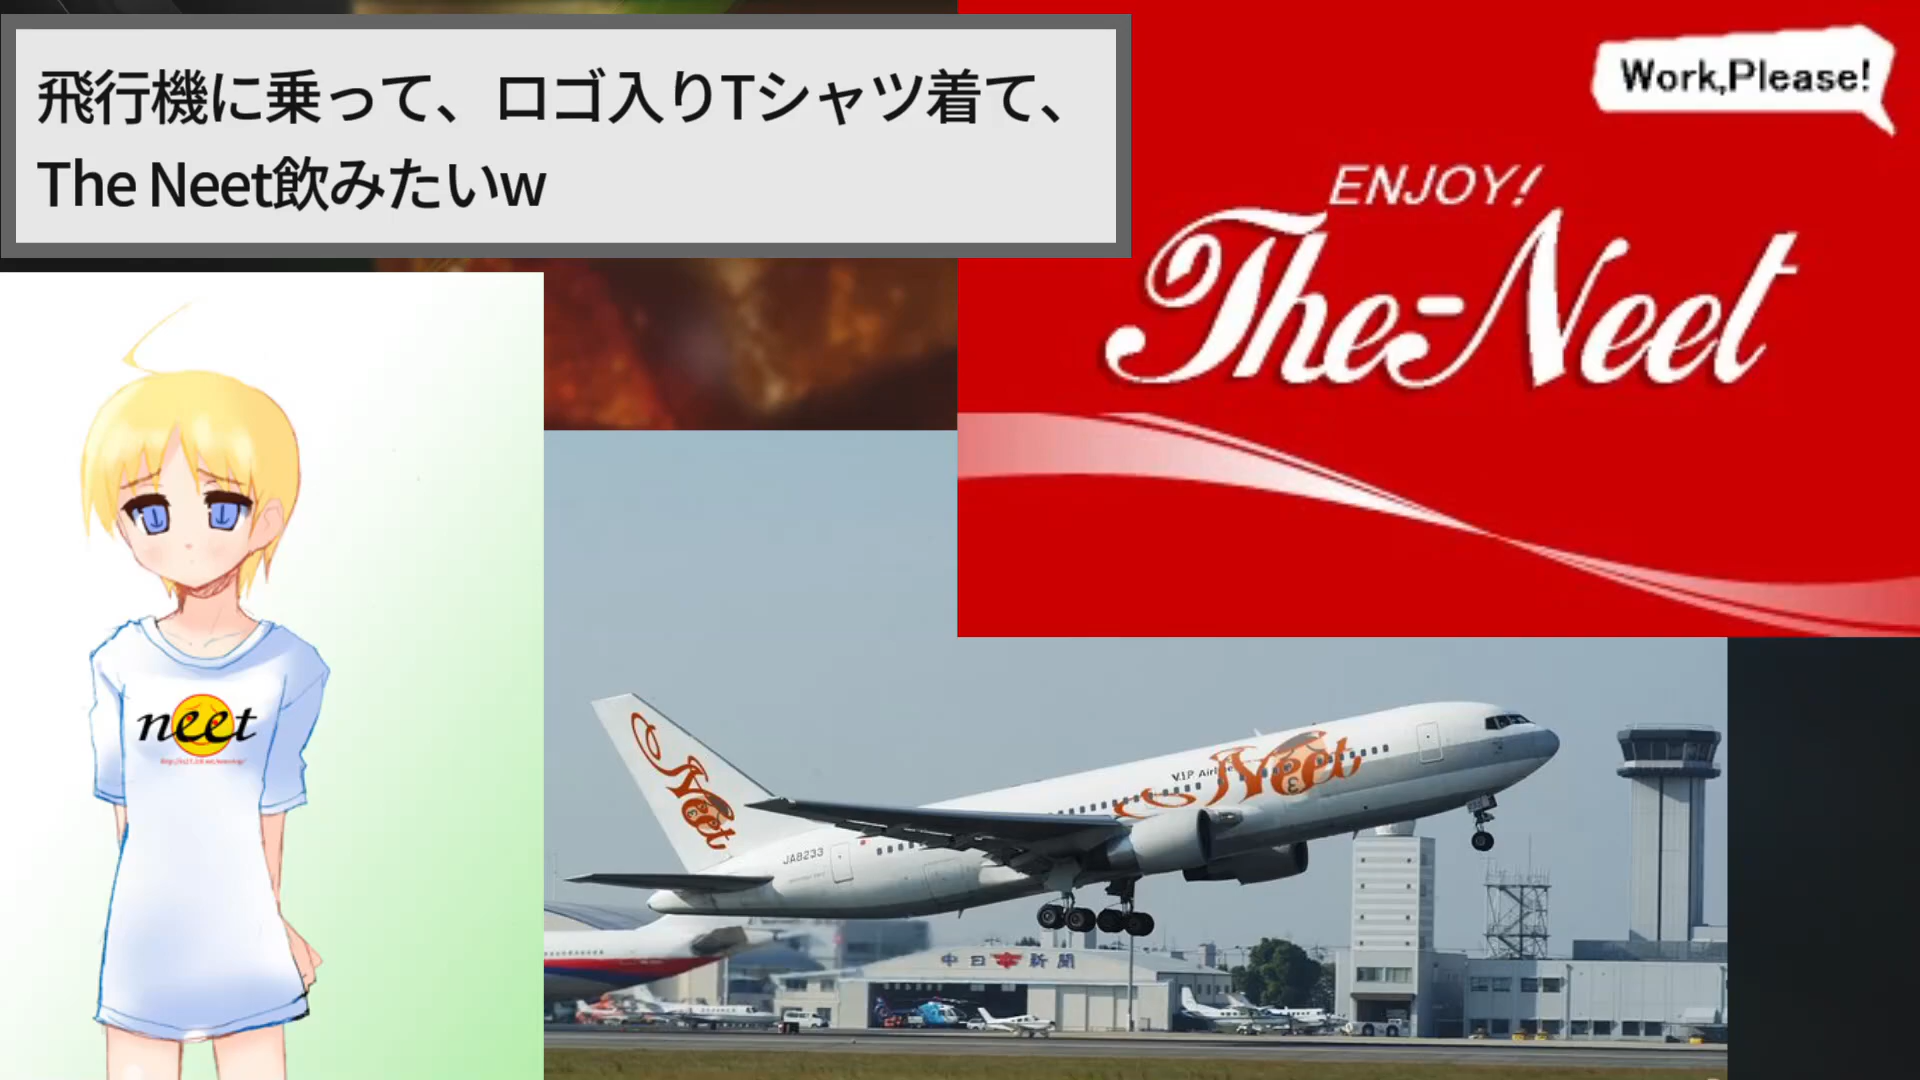 飛行機に乗って、ロゴ入りTシャツ着て、
The Neet飲みたいw
Work,Please!
ENJOY!
The-Neet
neet
V.I.P Airline
Neet
Neet
JA8233
中日新聞